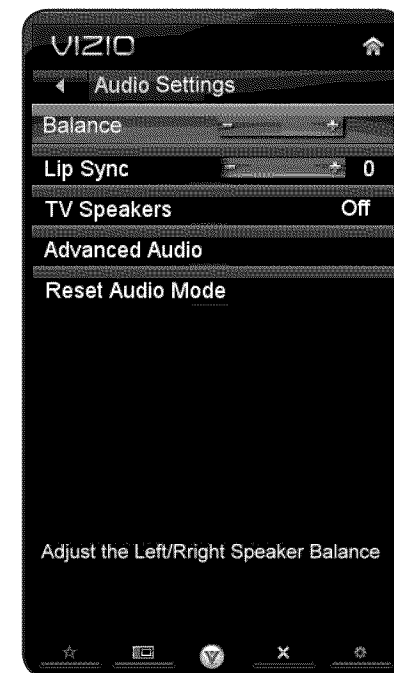 VIZIO
Audio Settings
Balance - +
Lip Sync - + 0
TV Speakers Off
Advanced Audio
Reset Audio Mode
Adjust the Left/Rright Speaker Balance
V